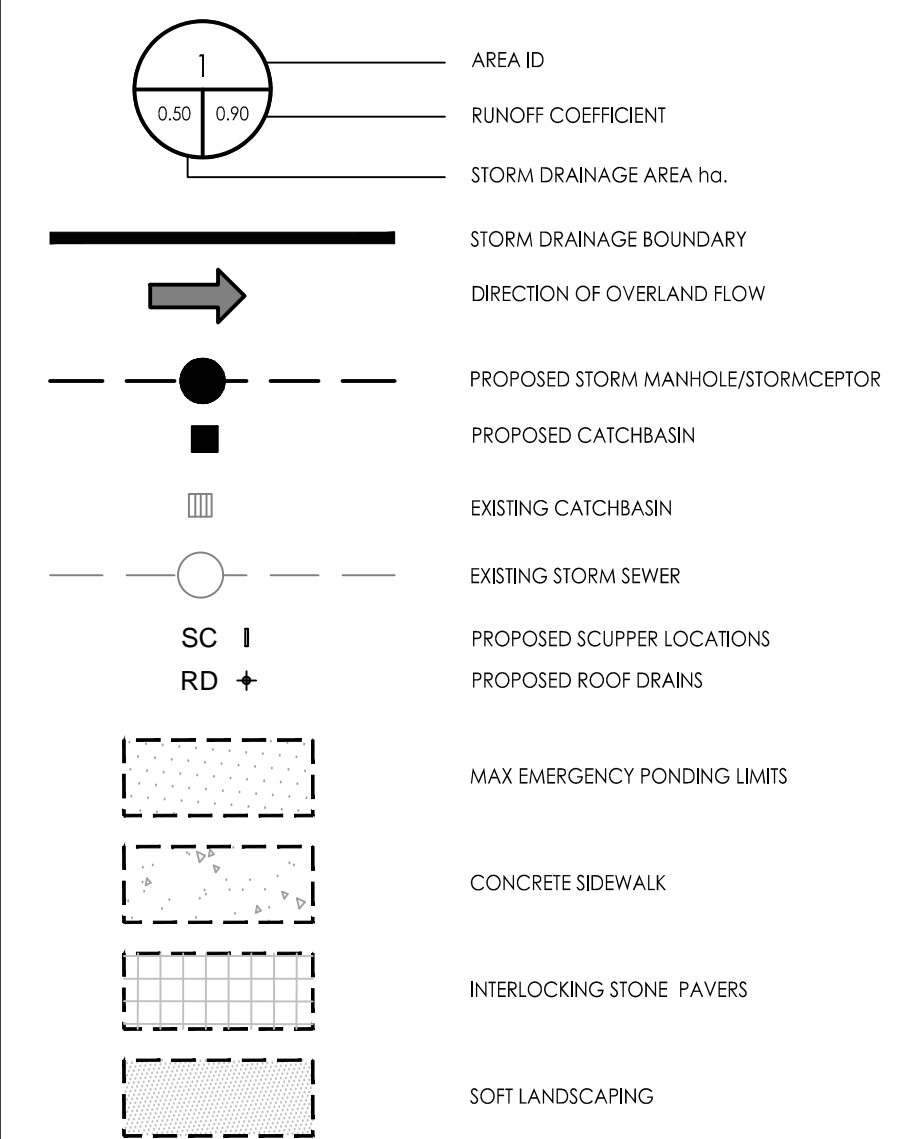 1
AREA ID
0.50 0.90
RUNOFF COEFFICIENT
STORM DRAINAGE AREA ha.
STORM DRAINAGE BOUNDARY
DIRECTION OF OVERLAND FLOW
PROPOSED STORM MANHOLE/STORMCEPTOR
PROPOSED CATCHBASIN
EXISTING CATCHBASIN
EXISTING STORM SEWER
SC PROPOSED SCUPPER LOCATIONS
RD PROPOSED ROOF DRAINS
MAX EMERGENCY PONDING LIMITS
CONCRETE SIDEWALK
INTERLOCKING STONE PAVERS
SOFT LANDSCAPING